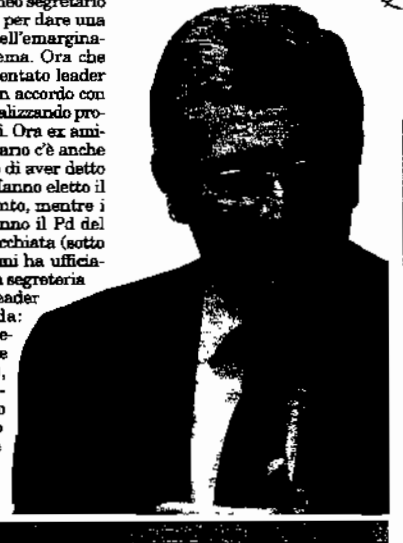 neo segretario
per dare una
ell'emargina-
ema. Ora che
entato leader
n accordo con
alizzando pro-
i. Ora ex ami-
ano c'è anche
di aver detto
Hanno eletto il
nto, mentre i
nno il Pd del
cchiata (sotto
mi ha ufficia-
a segreteria
eader
da:
e-
e
,
-
o
o